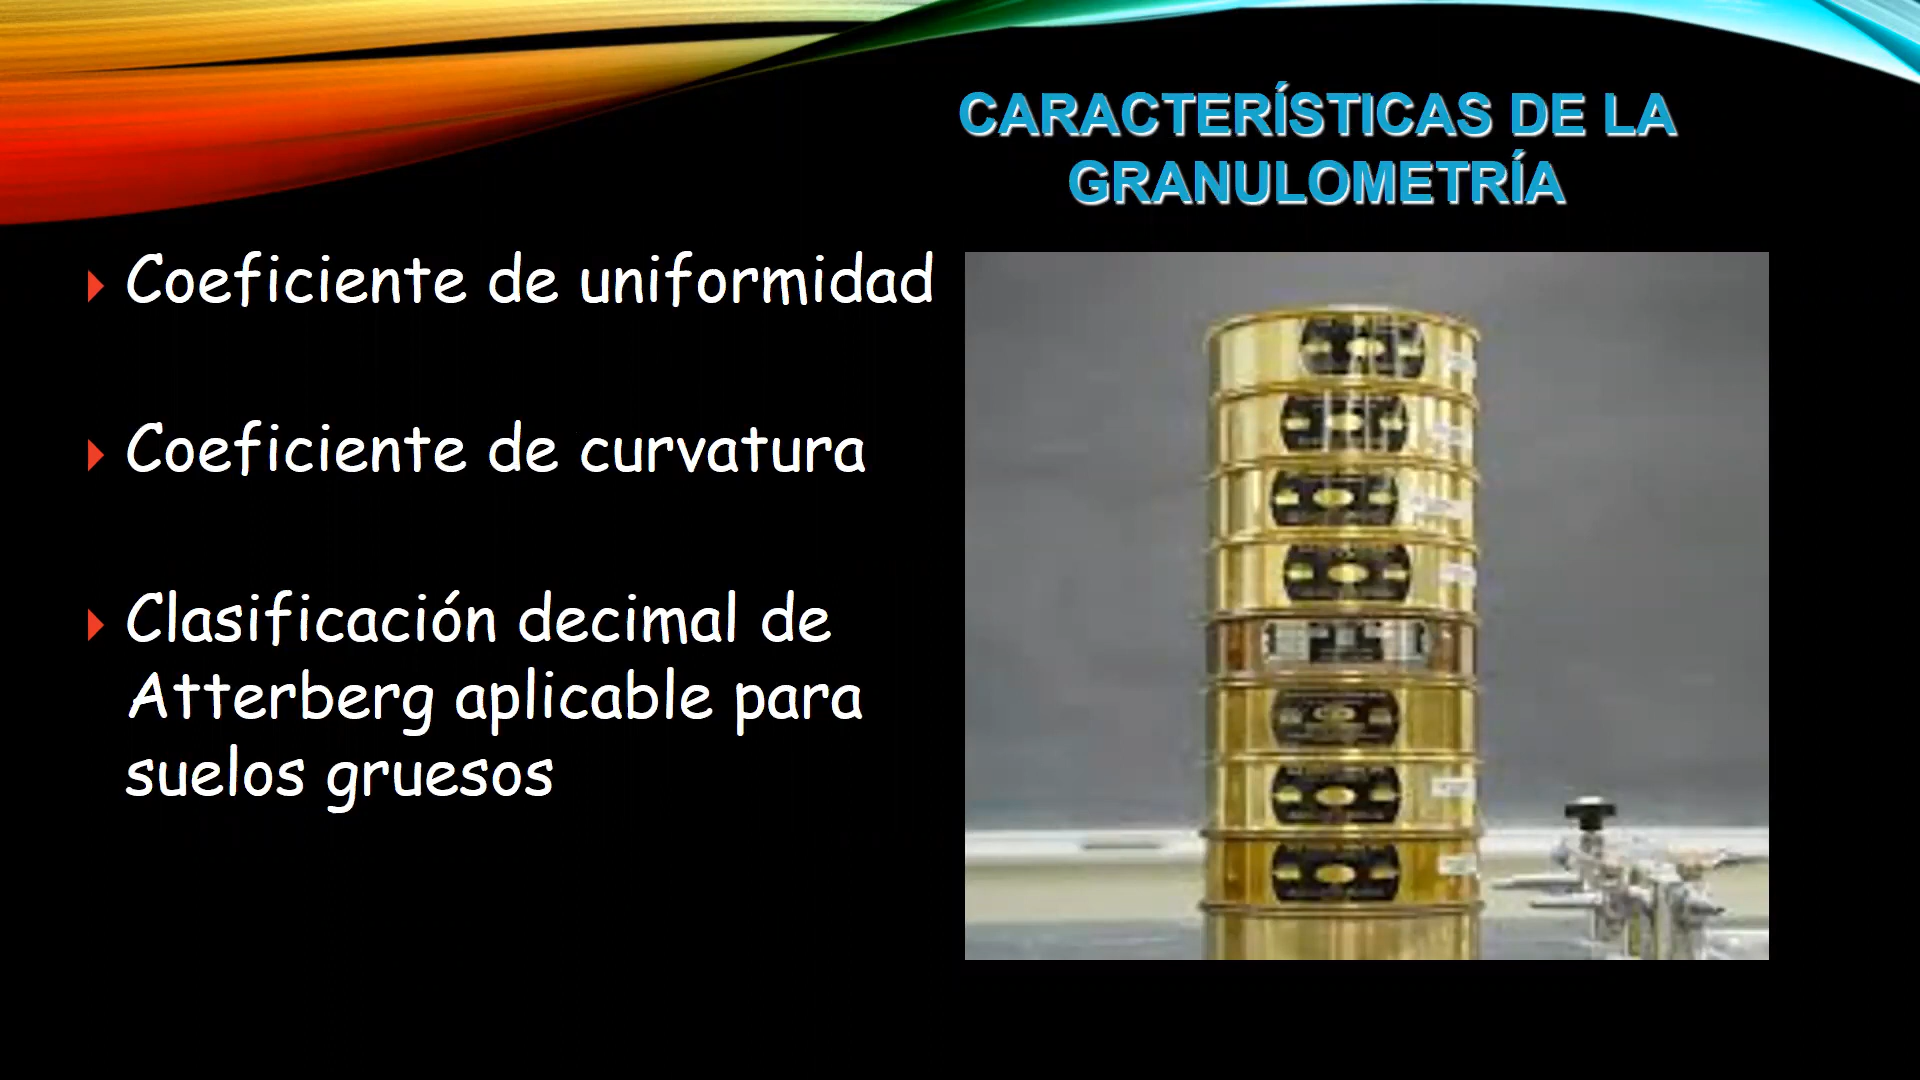 CARACTERÍSTICAS DE LA
GRANULOMETRÍA
Coeficiente de uniformidad
Coeficiente de curvatura
Clasificación decimal de
Atterberg aplicable para
suelos gruesos